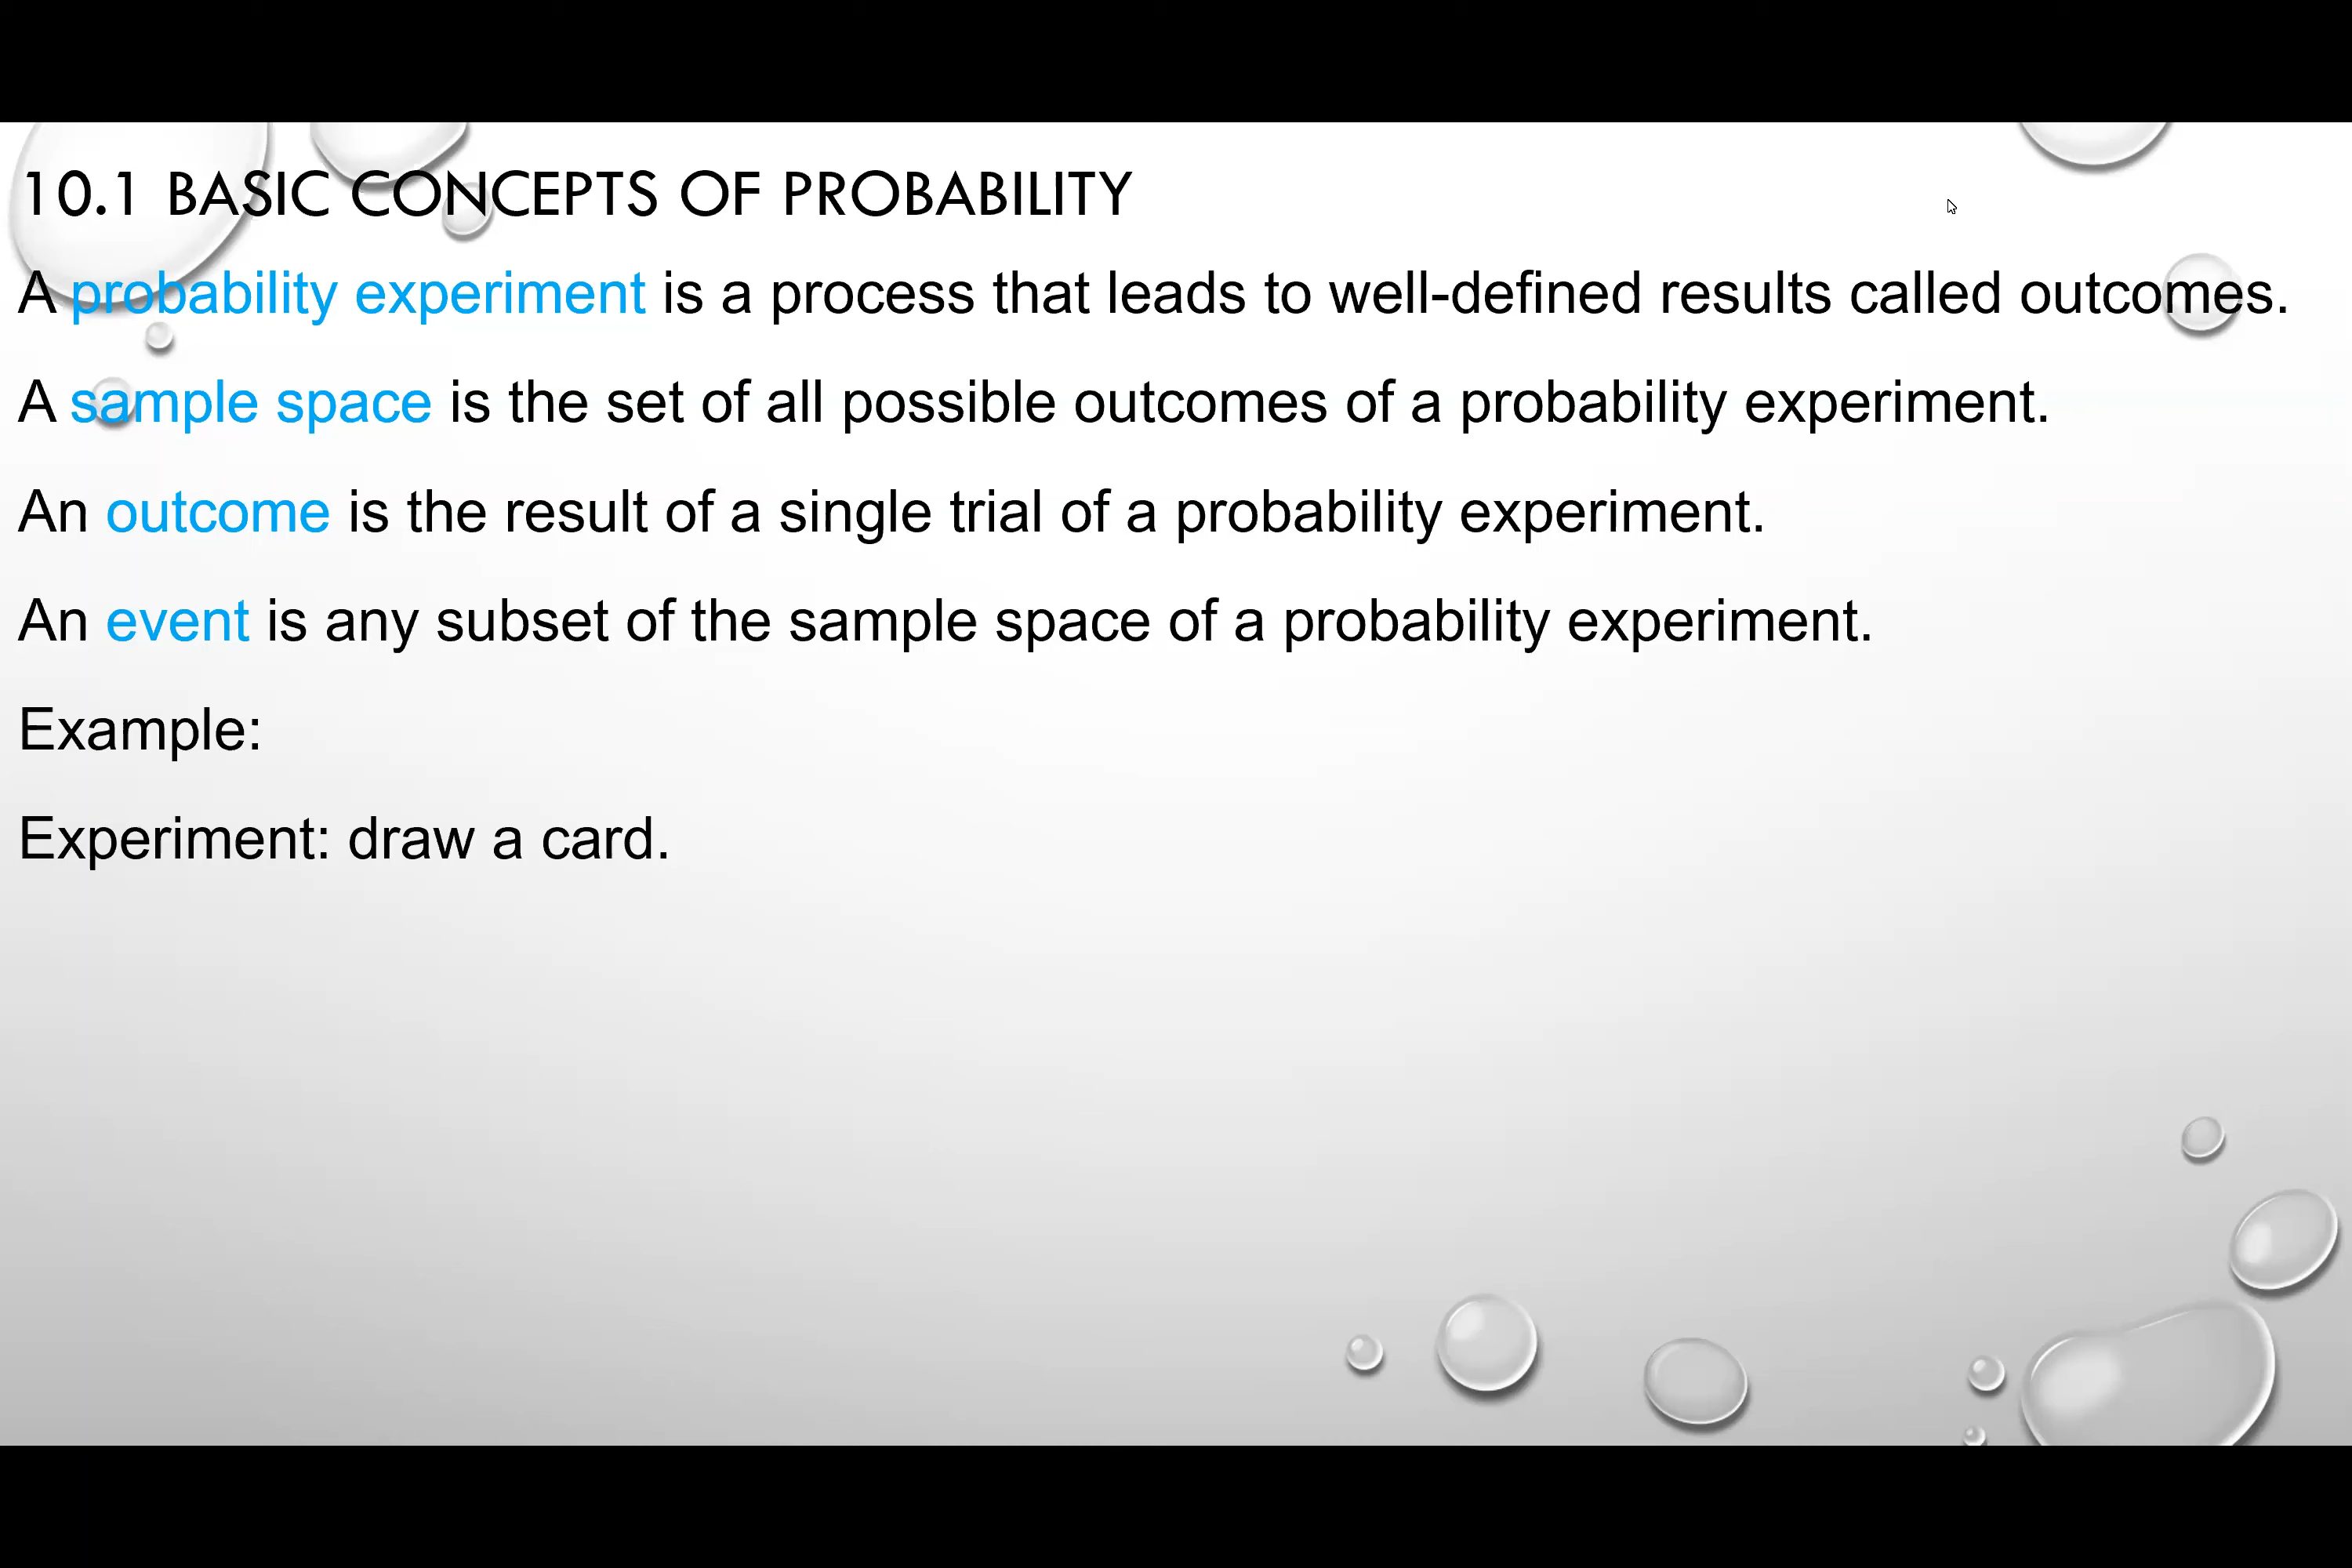 10.1 BASIC CONCEPTS OF PROBABILITY
A probability experiment is a process that leads to well-defined results called outcomes.
A sample space is the set of all possible outcomes of a probability experiment.
An outcome is the result of a single trial of a probability experiment.
An event is any subset of the sample space of a probability experiment.
Example:
Experiment: draw a card.